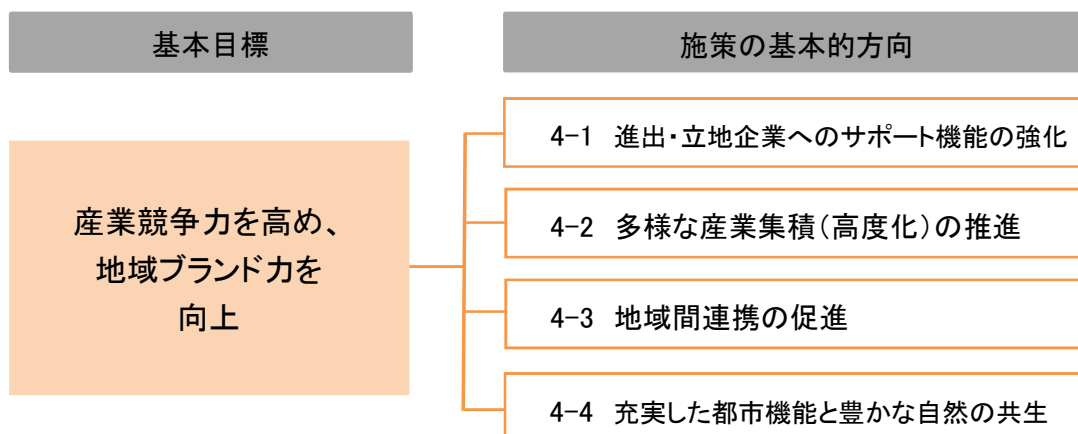 基本目標
施策の基本的方向
産業競争力を高め、
地域ブランド力を
向上
4-1 進出・立地企業へのサポート機能の強化
4-2 多様な産業集積(高度化)の推進
4-3 地域間連携の促進
4-4 充実した都市機能と豊かな自然の共生